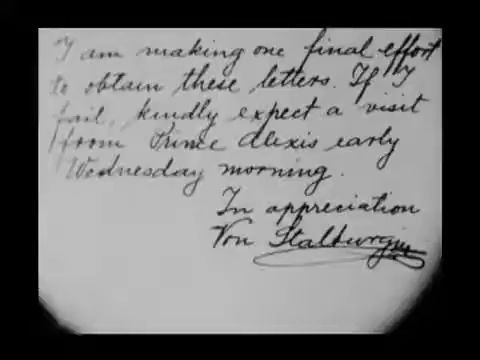 I am making one final effort
to obtain these letters. If I
fail, kindly expect a visit
from Prince Alexis early
Wednesday morning.
In appreciation
Von Stalburg